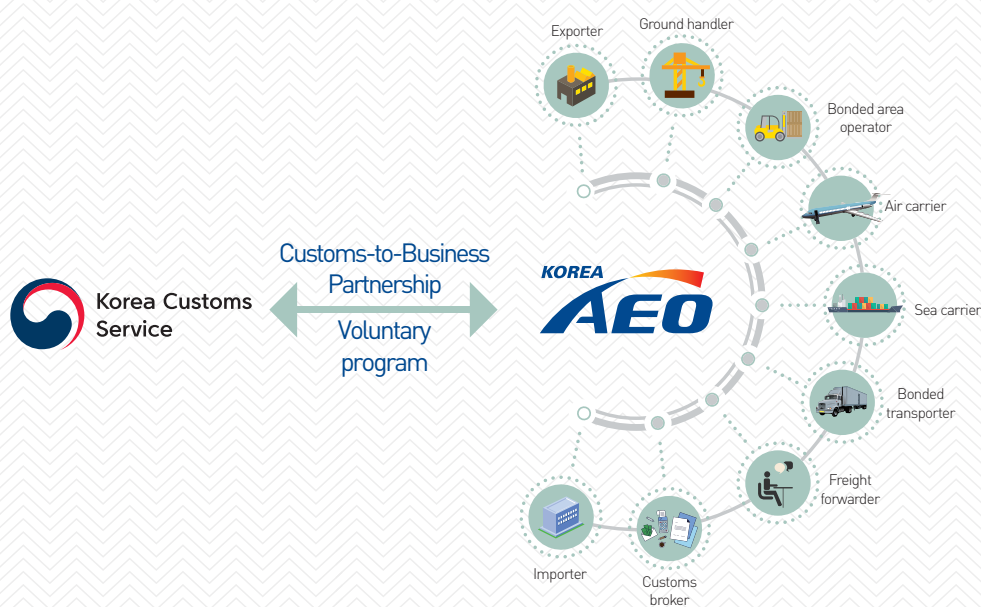 Exporter
Ground handler
Bonded area
operator
Air carrier
Customs-to-Business
Partnership
KOREA
AEO
Korea Customs
Service
Sea carrier
Voluntary
program
Bonded
transporter
Freight
forwarder
Importer
Customs
broker